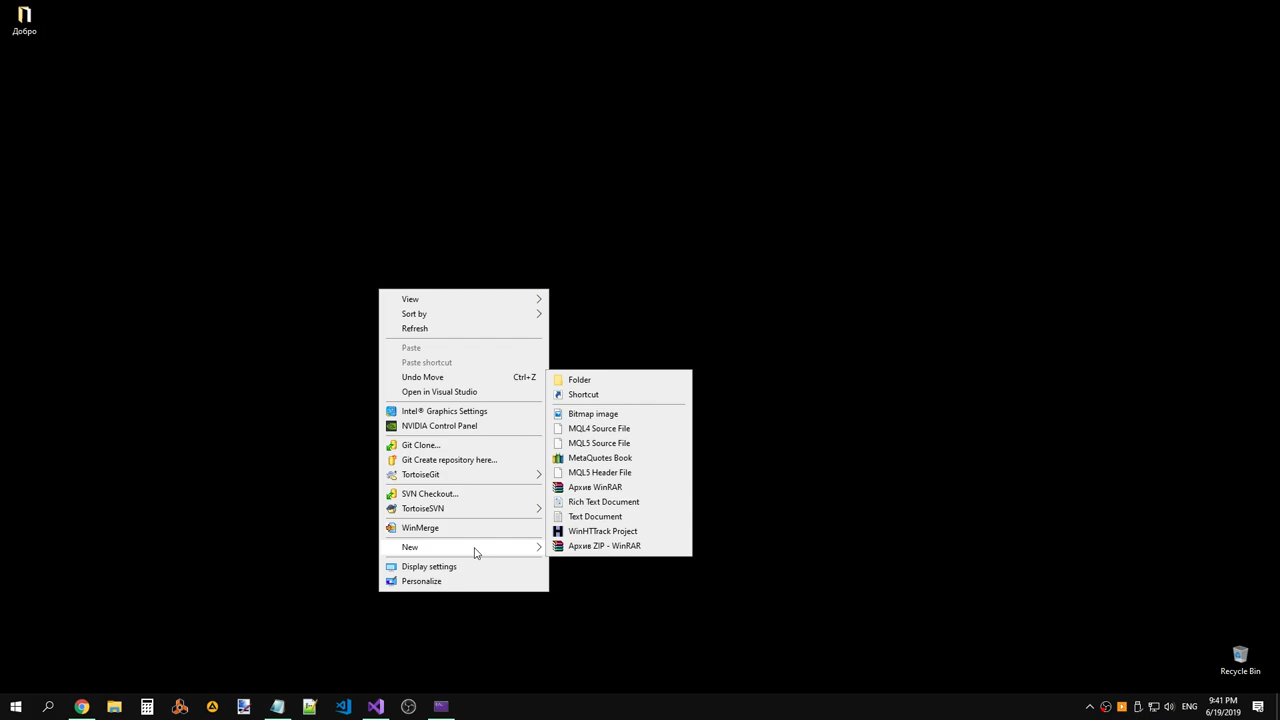 Добро
View
Sort by
Refresh
Paste
Paste shortcut
Undo Move Ctrl+Z
Open in Visual Studio
Intel® Graphics Settings
NVIDIA Control Panel
Git Clone...
Git Create repository here...
TortoiseGit
SVN Checkout...
TortoiseSVN
WinMerge
New
Display settings
Personalize
Folder
Shortcut
Bitmap image
MQL4 Source File
MQL5 Source File
MetaQuotes Book
MQL5 Header File
Архив WinRAR
Rich Text Document
Text Document
WinHTTrack Project
Архив ZIP - WinRAR
Recycle Bin
ENG
9:41 PM
6/19/2019